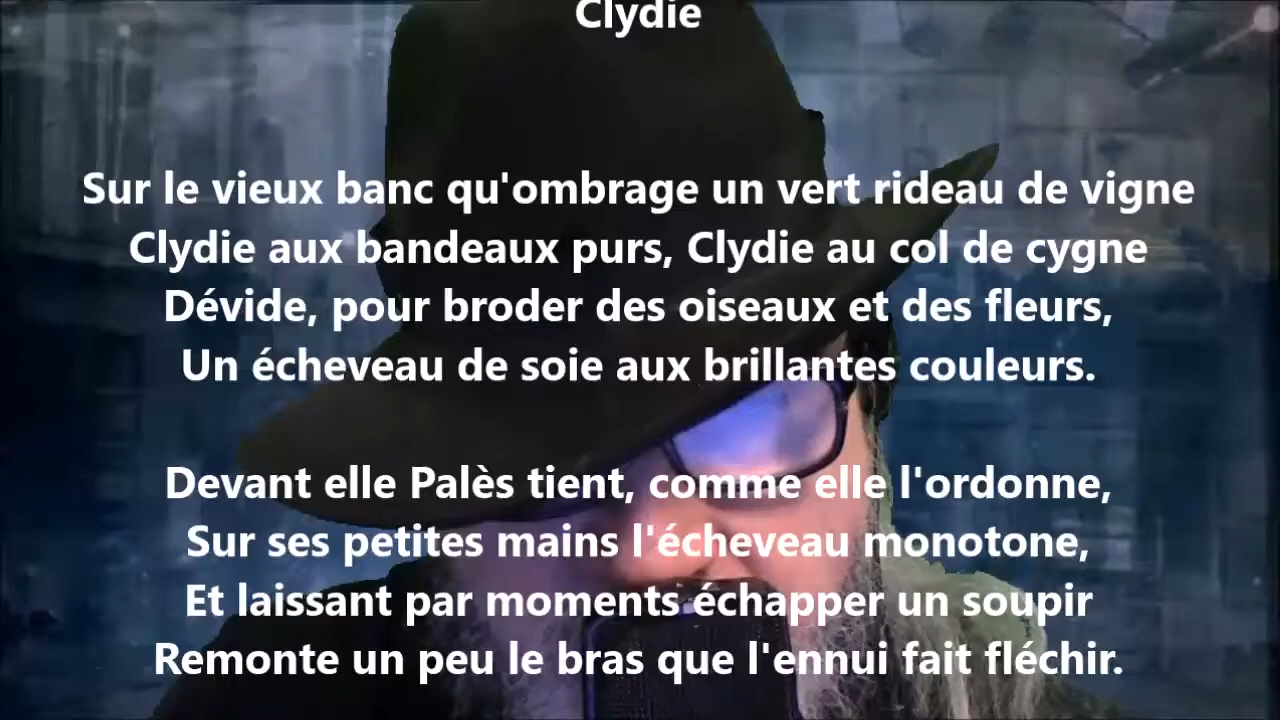 Clydie
Sur le vieux banc qu'ombrage un vert rideau de vigne
Clydie aux bandeaux purs, Clydie au col de cygne
Dévide, pour broder des oiseaux et des fleurs,
Un écheveau de soie aux brillantes couleurs.
Devant elle Palès tient, comme elle l'ordonne,
Sur ses petites mains l'écheveau monotone,
Et laissant par moments échapper un soupir
Remonte un peu le bras que l'ennui fait fléchir.